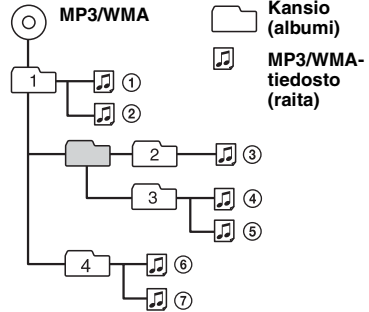 MP3/WMA
Kansio
(albumi)
MP3/WMA-
tiedosto
(raita)
1
①
②
2
③
3
④
⑤
4
⑥
⑦